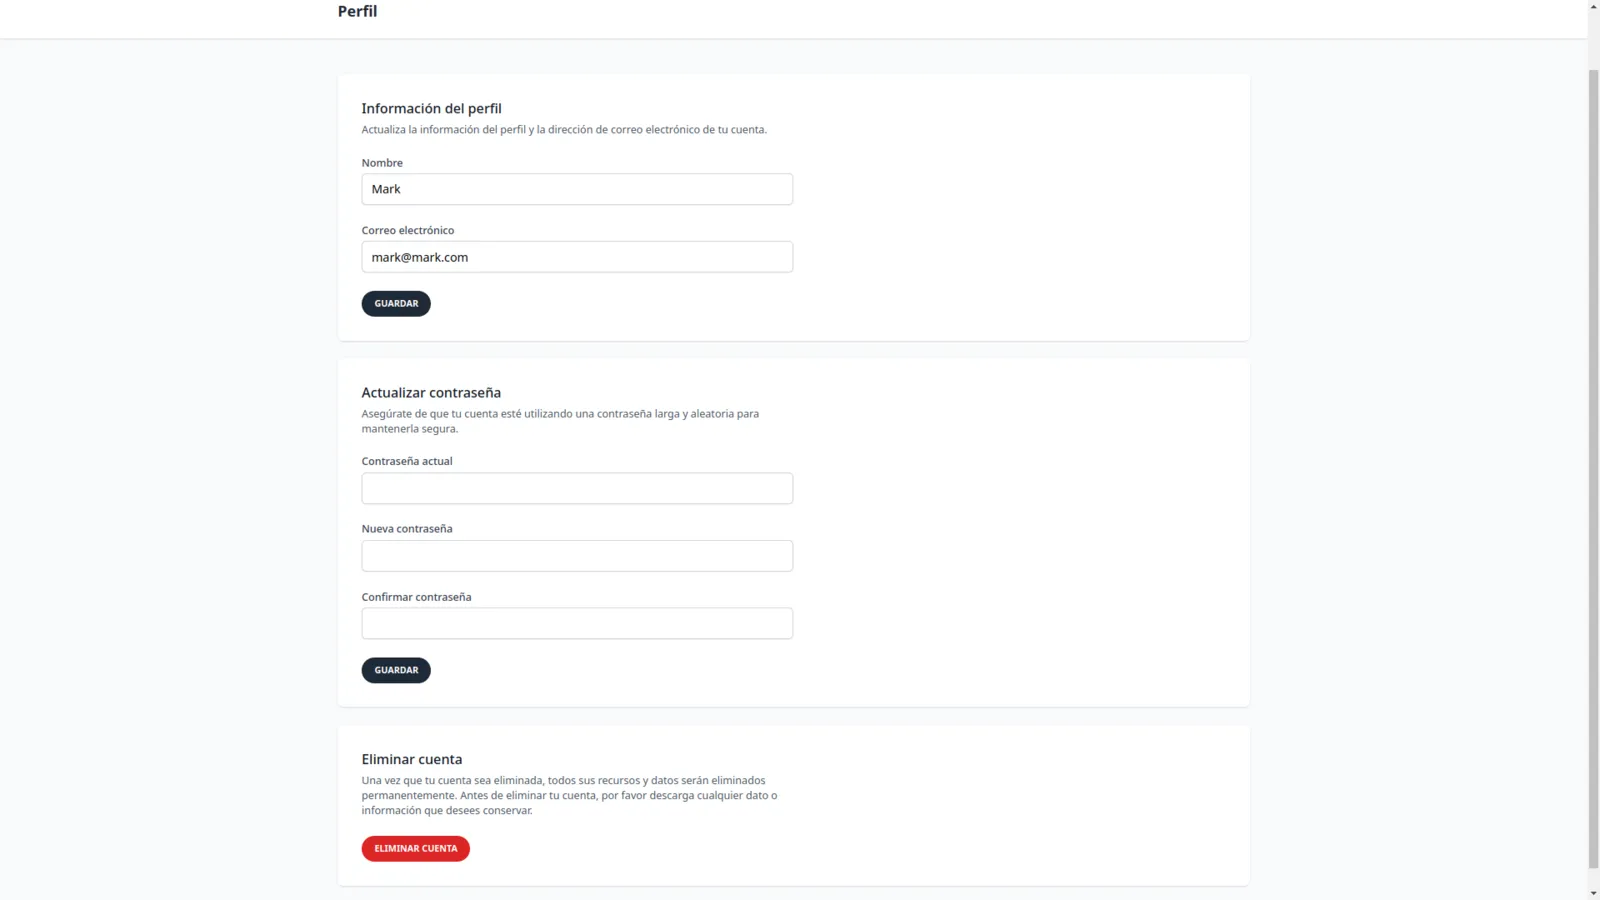 Perfil
Información del perfil
Actualiza la información del perfil y la dirección de correo electrónico de tu cuenta.
Nombre
Mark
Correo electrónico
mark@mark.com
GUARDAR
Actualizar contraseña
Asegúrate de que tu cuenta esté utilizando una contraseña larga y aleatoria para
mantenerla segura.
Contraseña actual
Nueva contraseña
Confirmar contraseña
GUARDAR
Eliminar cuenta
Una vez que tu cuenta sea eliminada, todos sus recursos y datos serán eliminados
permanentemente. Antes de eliminar tu cuenta, por favor descarga cualquier dato o
información que desees conservar.
ELIMINAR CUENTA